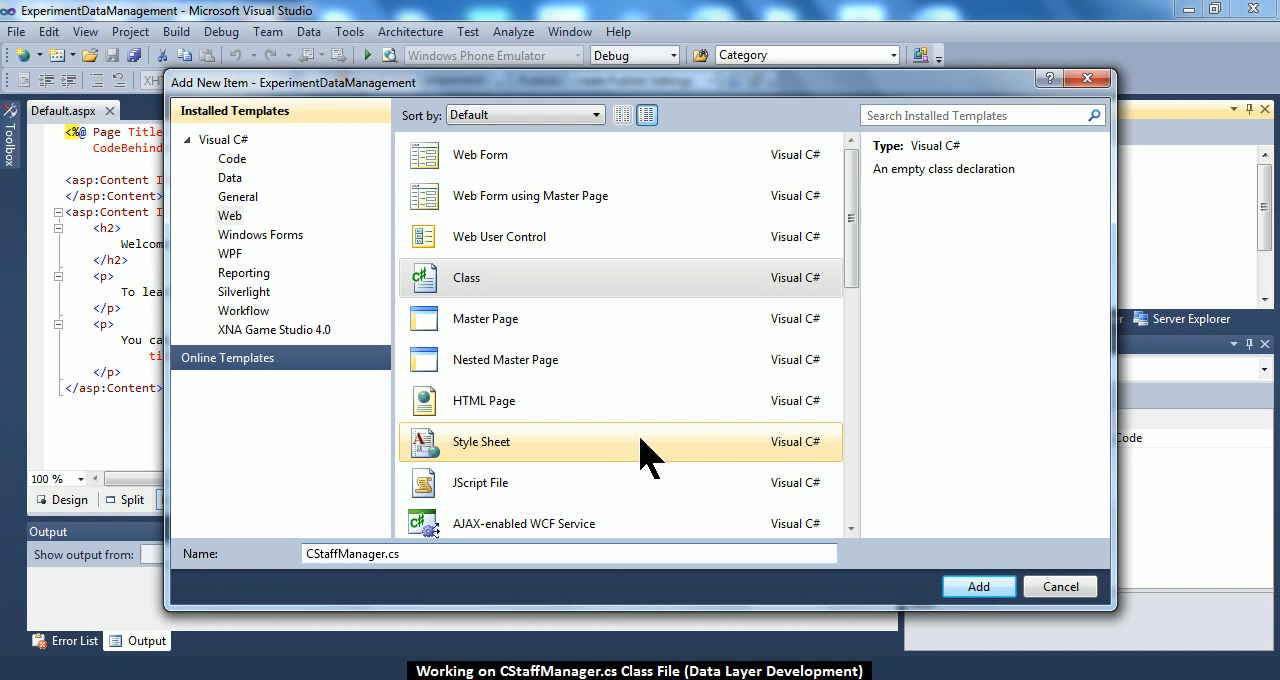 ExperimentDataManagement - Microsoft Visual Studio
File Edit View Project Build Debug Team Data Tools Architecture Test Analyze Window Help
Windows Phone Emulator Debug Category
XHT
Add New Item - ExperimentDataManagement
Toolbox
Default.aspx
<%@ Page Title
CodeBehind
<asp:Content I
</asp:Content>
<asp:Content I
<h2>
Welcom
</h2>
<p>
To lea
</p>
<p>
You ca
ti
</p>
</asp:Content>
100 %
Design Split
Output
Show output from:
Error List Output
Installed Templates
Visual C#
Code
Data
General
Web
Windows Forms
WPF
Reporting
Silverlight
Workflow
XNA Game Studio 4.0
Online Templates
Sort by: Default
Search Installed Templates
Web Form Visual C#
Web Form using Master Page Visual C#
Web User Control Visual C#
Class Visual C#
Master Page Visual C#
Nested Master Page Visual C#
HTML Page Visual C#
Style Sheet Visual C#
JScript File Visual C#
AJAX-enabled WCF Service Visual C#
Type: Visual C#
An empty class declaration
Name: CStaffManager.cs
Add Cancel
Server Explorer
Code
Working on CStaffManager.cs Class File (Data Layer Development)